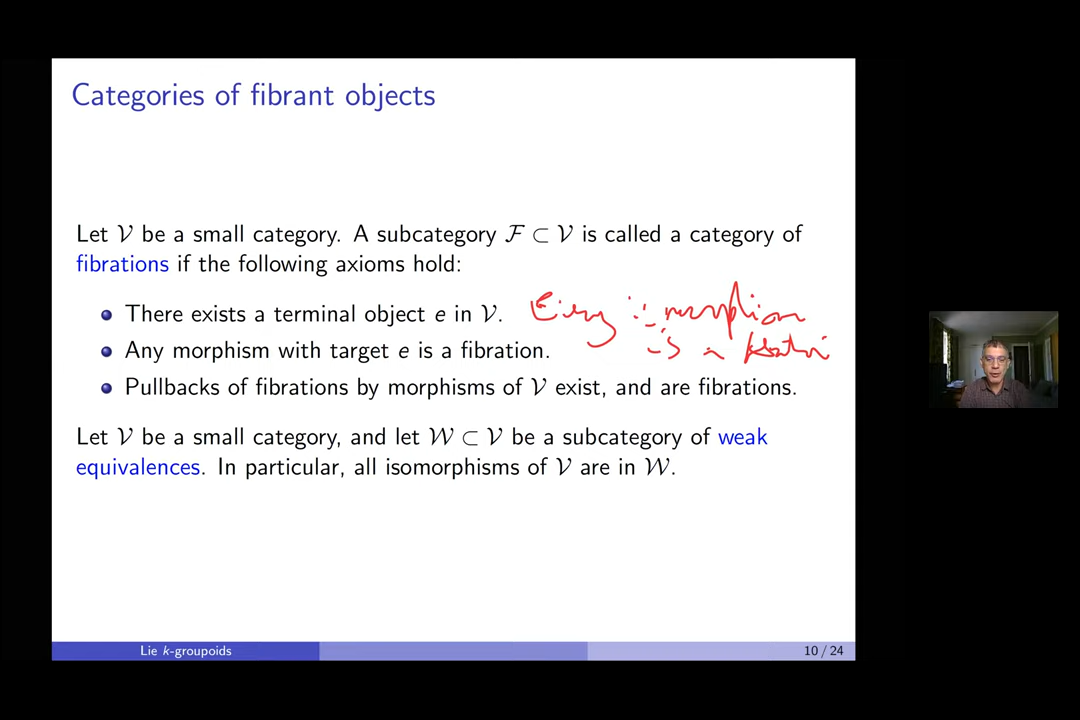 Categories of fibrant objects
Let 𝒱 be a small category. A subcategory ℱ ⊂ 𝒱 is called a category of
fibrations if the following axioms hold:
There exists a terminal object e in 𝒱.
Every morphism
is a
Any morphism with target e is a fibration.
Pullbacks of fibrations by morphisms of 𝒱 exist, and are fibrations.
Let 𝒱 be a small category, and let 𝒲 ⊂ 𝒱 be a subcategory of weak
equivalences. In particular, all isomorphisms of 𝒱 are in 𝒲.
Lie k-groupoids
10 / 24